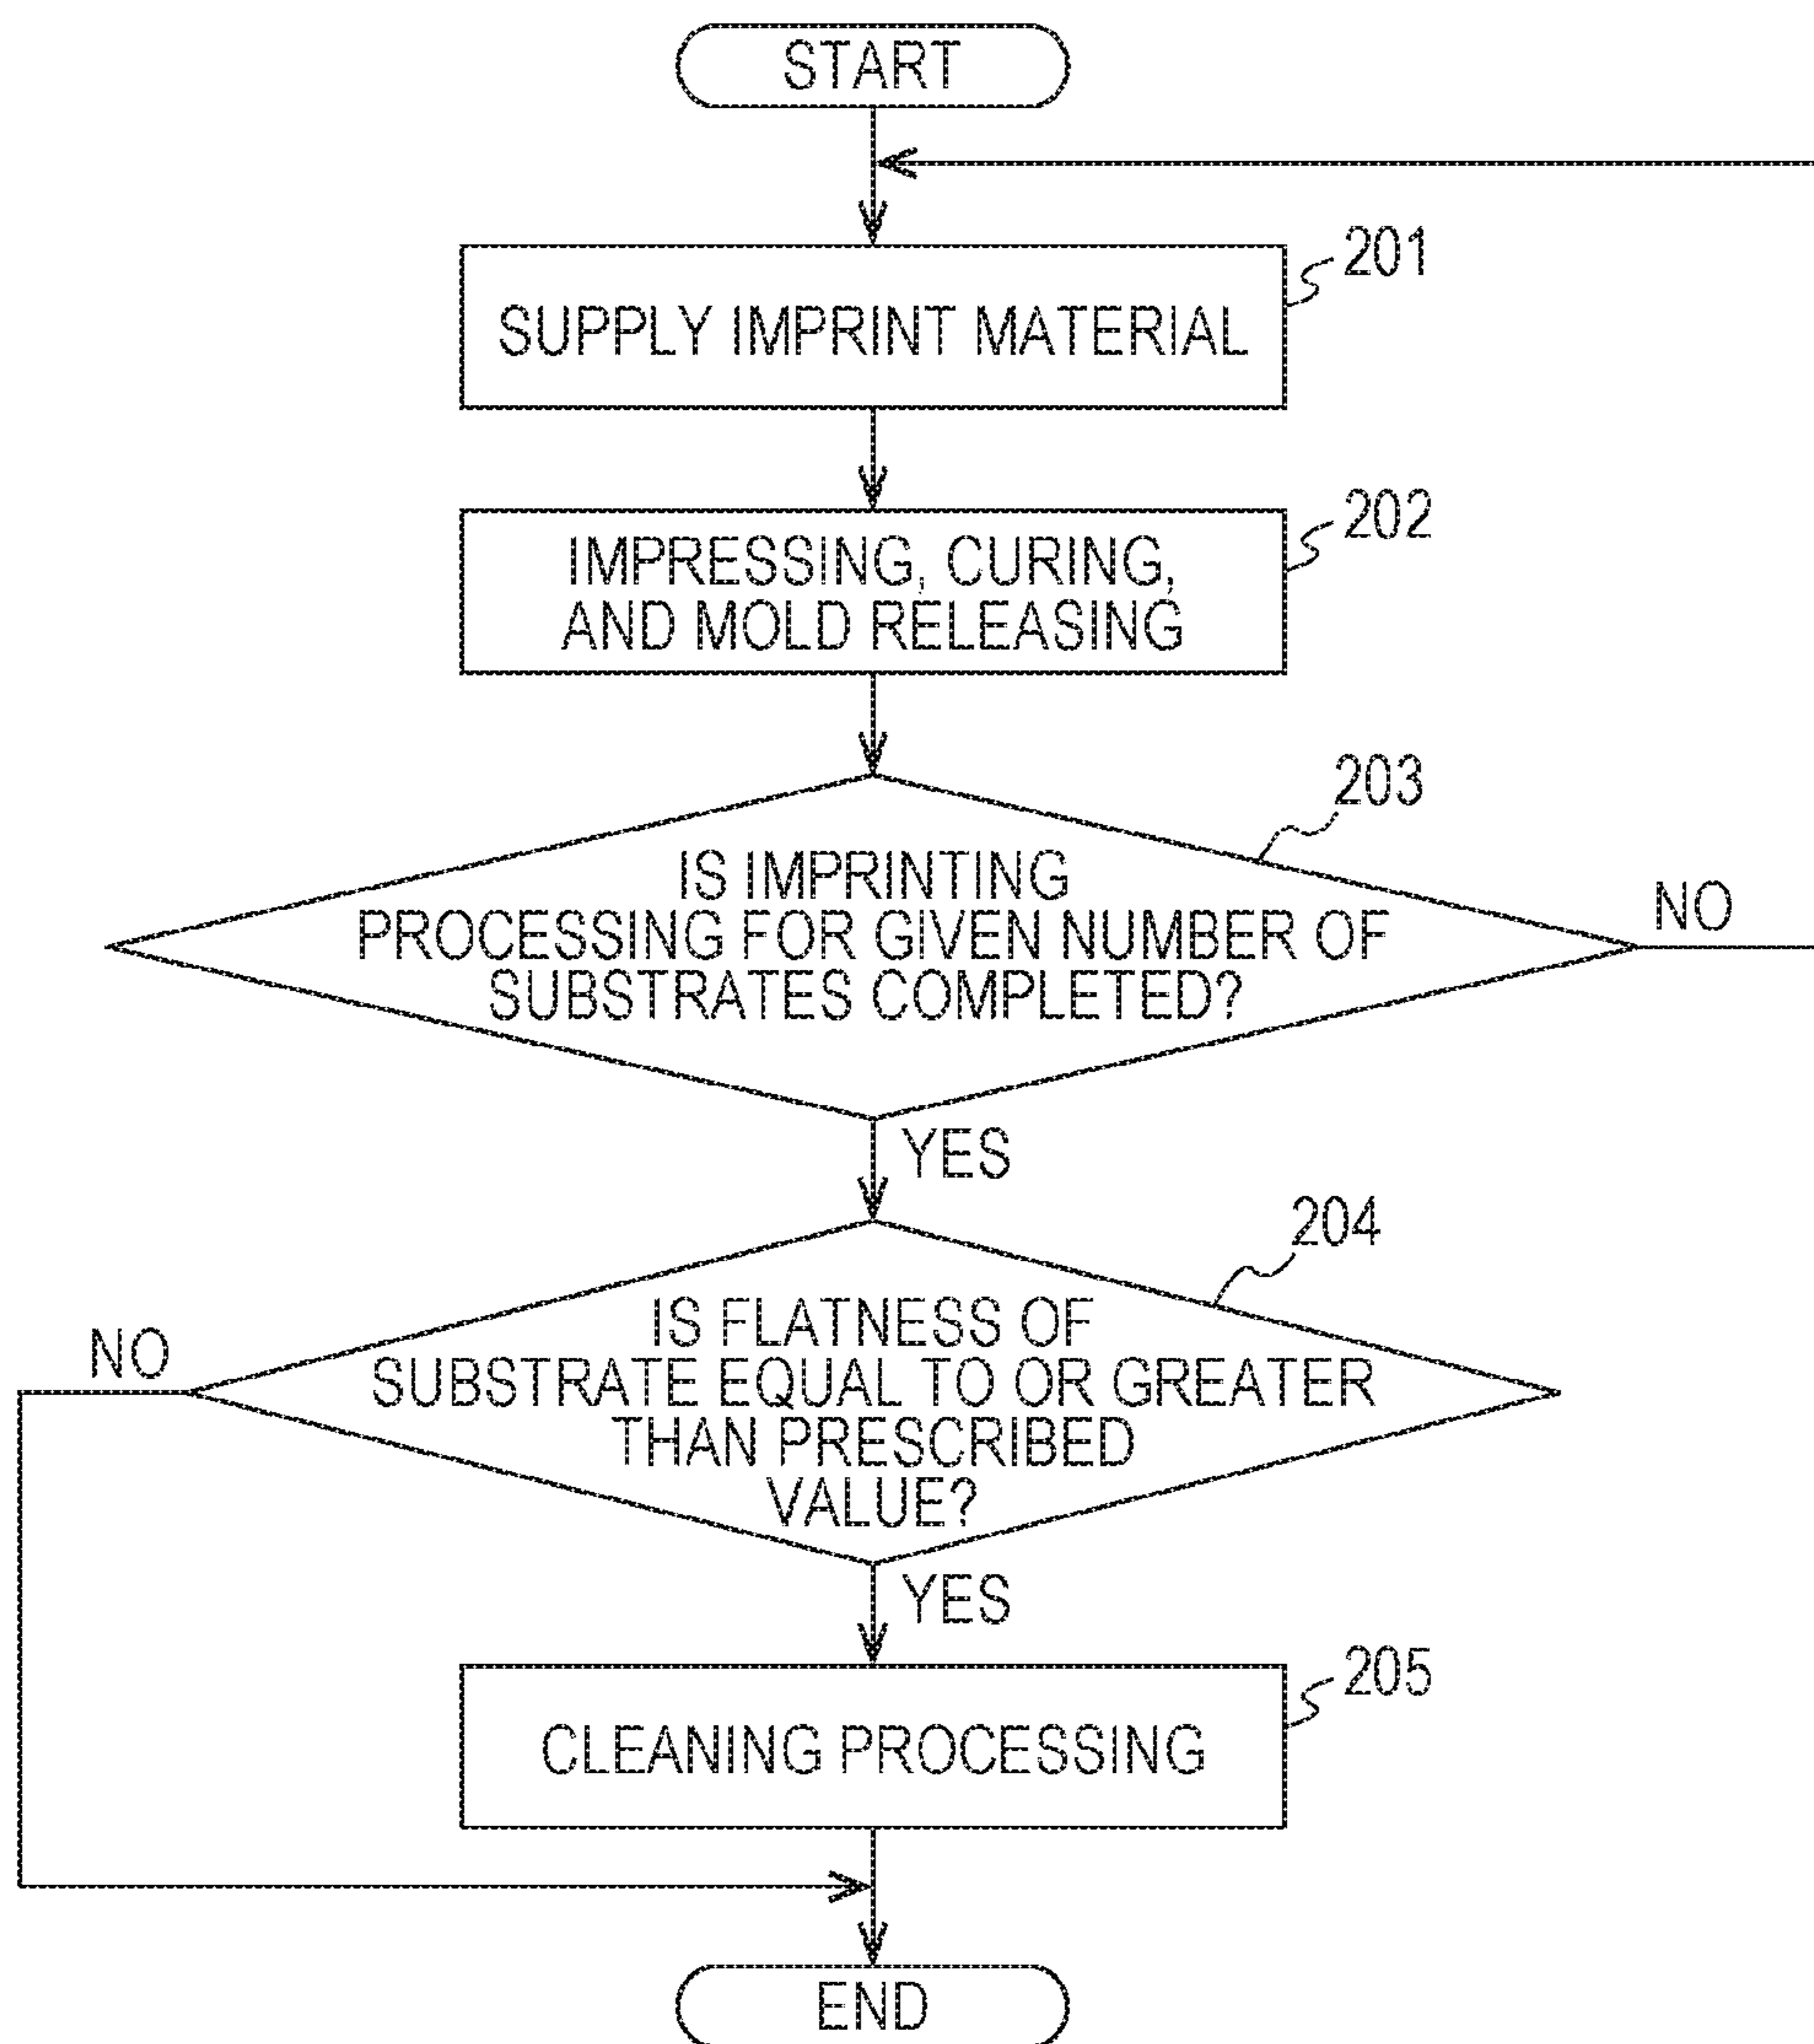 START
201
SUPPLY IMPRINT MATERIAL
202
IMPRESSING, CURING,
AND MOLD RELEASING
203
IS IMPRINTING
PROCESSING FOR GIVEN NUMBER OF
SUBSTRATES COMPLETED?
NO
YES
204
IS FLATNESS OF
SUBSTRATE EQUAL TO OR GREATER
THAN PRESCRIBED
VALUE?
NO
YES
205
CLEANING PROCESSING
END